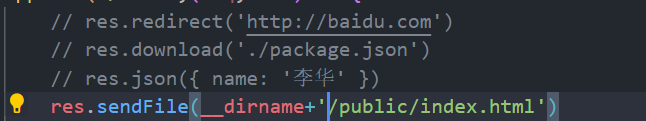 // res.redirect('http://baidu.com')
// res.download('./package.json')
// res.json({ name: '李华' })
res.sendFile(__dirname+'/public/index.html')